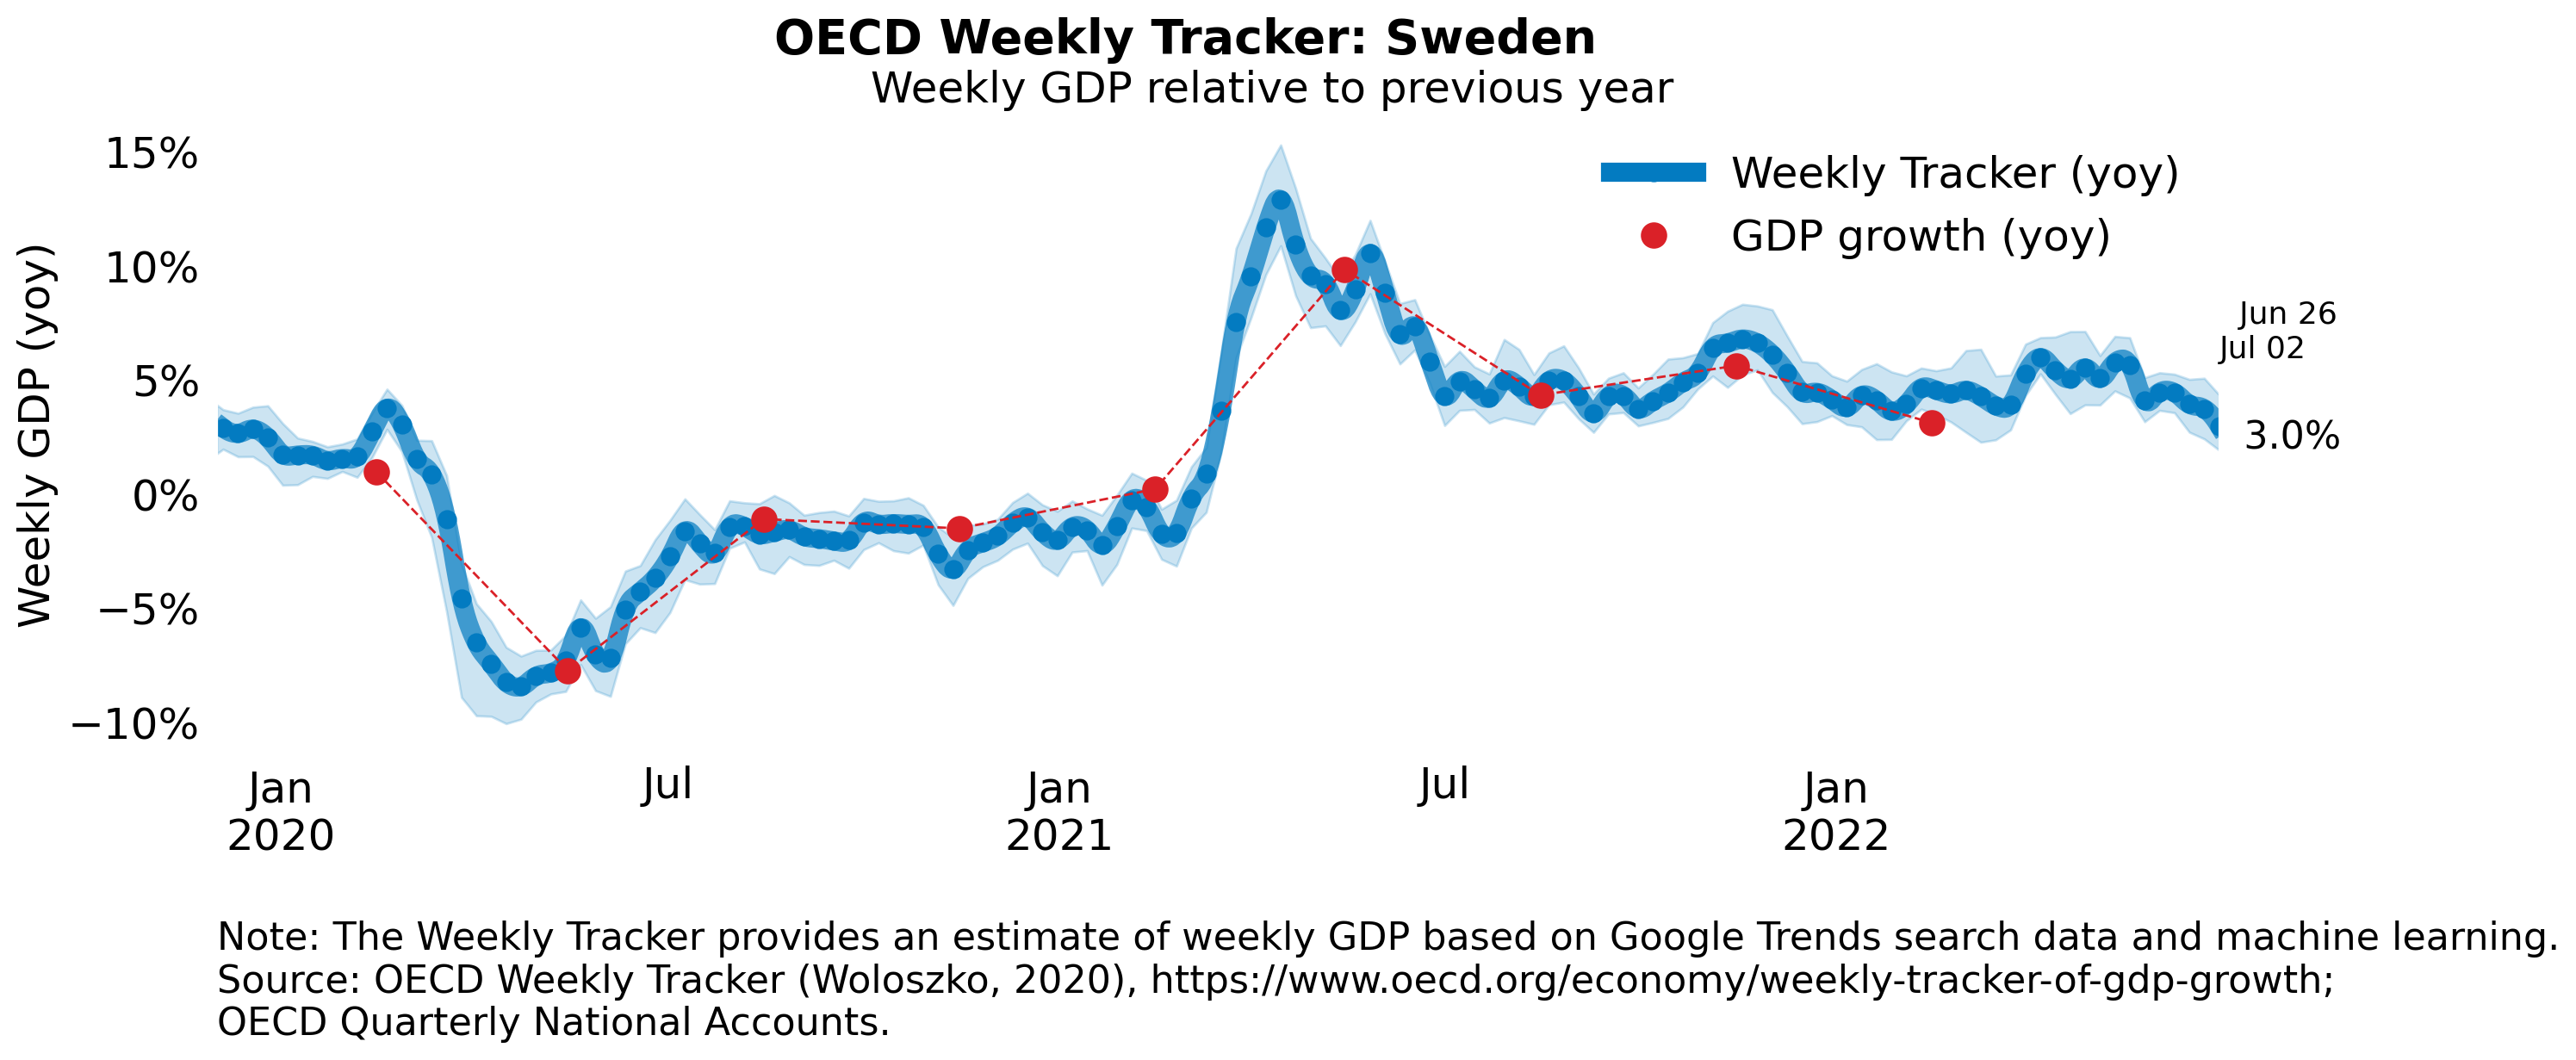 OECD Weekly Tracker: Sweden
Weekly GDP relative to previous year
Weekly GDP (yoy)
15%
10%
5%
0%
−5%
−10%
Weekly Tracker (yoy)
GDP growth (yoy)
Jun 26
Jul 02
3.0%
Jan
2020
Jul
Jan
2021
Jul
Jan
2022
Note: The Weekly Tracker provides an estimate of weekly GDP based on Google Trends search data and machine learning.
Source: OECD Weekly Tracker (Woloszko, 2020), https://www.oecd.org/economy/weekly-tracker-of-gdp-growth;
OECD Quarterly National Accounts.